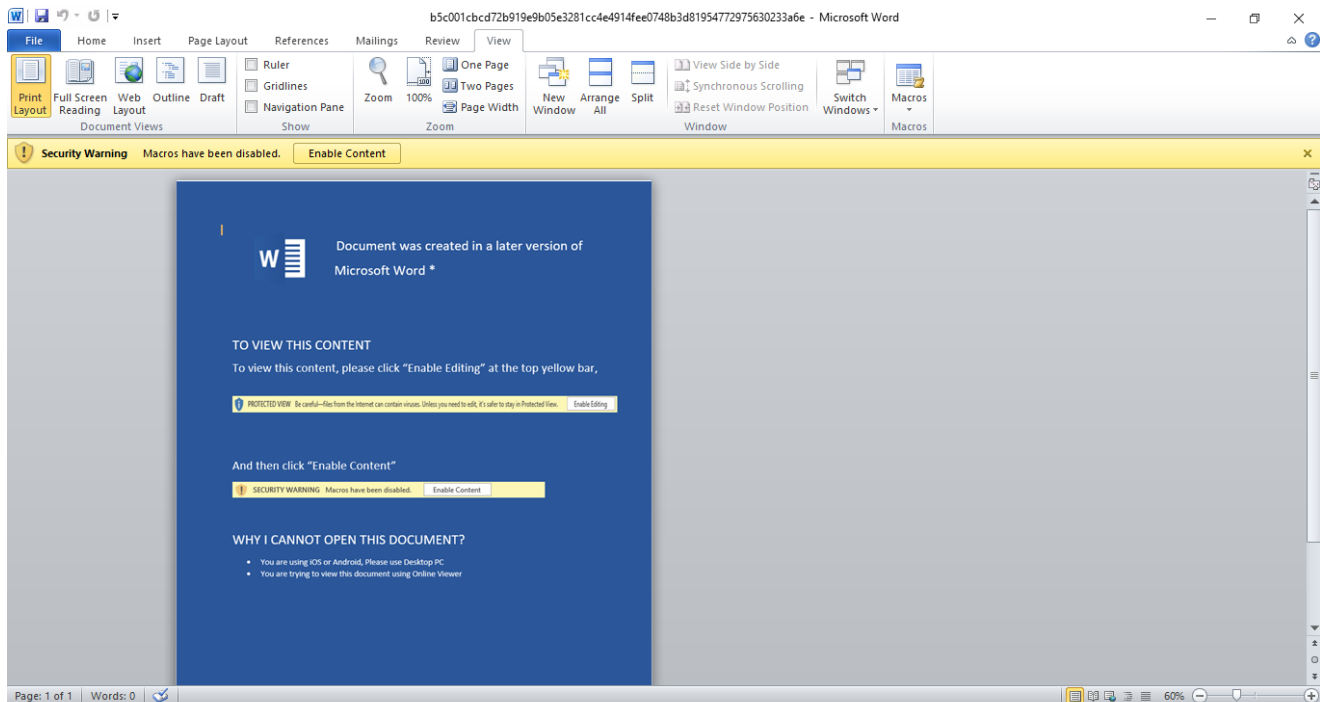 b5c001cbcd72b919e9b05e3281cc4e4914fee0748b3d81954772975630233a6e - Microsoft Word
File Home Insert Page Layout References Mailings Review View
Print Layout
Full Screen Reading
Web Layout
Outline
Draft
Document Views
Ruler
Gridlines
Navigation Pane
Show
Zoom
100%
One Page
Two Pages
Page Width
Zoom
New Window
Arrange All
Split
View Side by Side
Synchronous Scrolling
Reset Window Position
Switch Windows
Window
Macros
Macros
Security Warning Macros have been disabled. Enable Content
W
Document was created in a later version of
Microsoft Word *
TO VIEW THIS CONTENT
To view this content, please click “Enable Editing” at the top yellow bar,
PROTECTED VIEW Be careful—files from the Internet can contain viruses. Unless you need to edit, it's safer to stay in Protected View. Enable Editing
And then click “Enable Content”
SECURITY WARNING Macros have been disabled. Enable Content
WHY I CANNOT OPEN THIS DOCUMENT?
• You are using iOS or Android, Please use Desktop PC
• You are trying to view this document using Online Viewer
Page: 1 of 1 Words: 0 60%